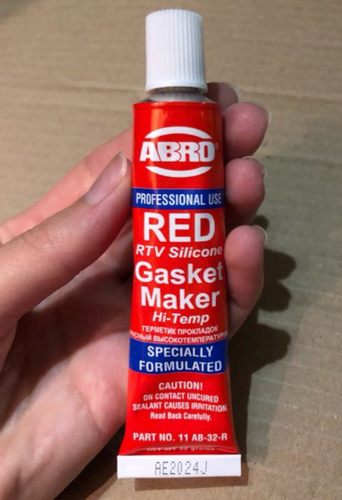 ABRO®
PROFESSIONAL USE
RED
RTV Silicone
Gasket
Maker
Hi-Temp
ГЕРМЕТИК ПРОКЛАДОК
КРАСНЫЙ ВЫСОКОТЕМПЕРАТУРНЫЙ
SPECIALLY
FORMULATED
CAUTION!
ON CONTACT UNCURED
SEALANT CAUSES IRRITATION.
Read Back Carefully.
PART NO. 11 AB-32-R
AE2024J